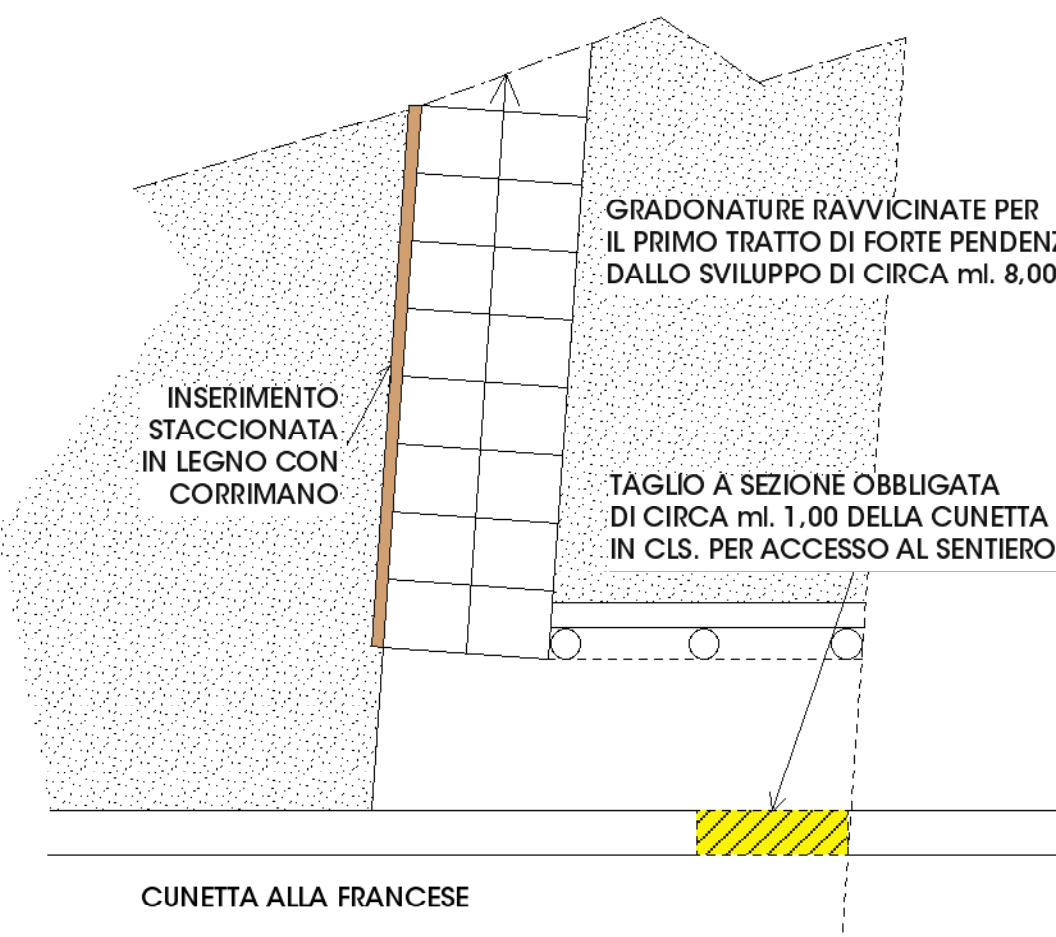 GRADONATURE RAVVICINATE PER
IL PRIMO TRATTO DI FORTE PENDENZ
DALLO SVILUPPO DI CIRCA ml. 8,00
INSERIMENTO
STACCIONATA
IN LEGNO CON
CORRIMANO
TAGLIO A SEZIONE OBBLIGATA
DI CIRCA ml. 1,00 DELLA CUNETTA
IN CLS. PER ACCESSO AL SENTIERO
CUNETTA ALLA FRANCESE